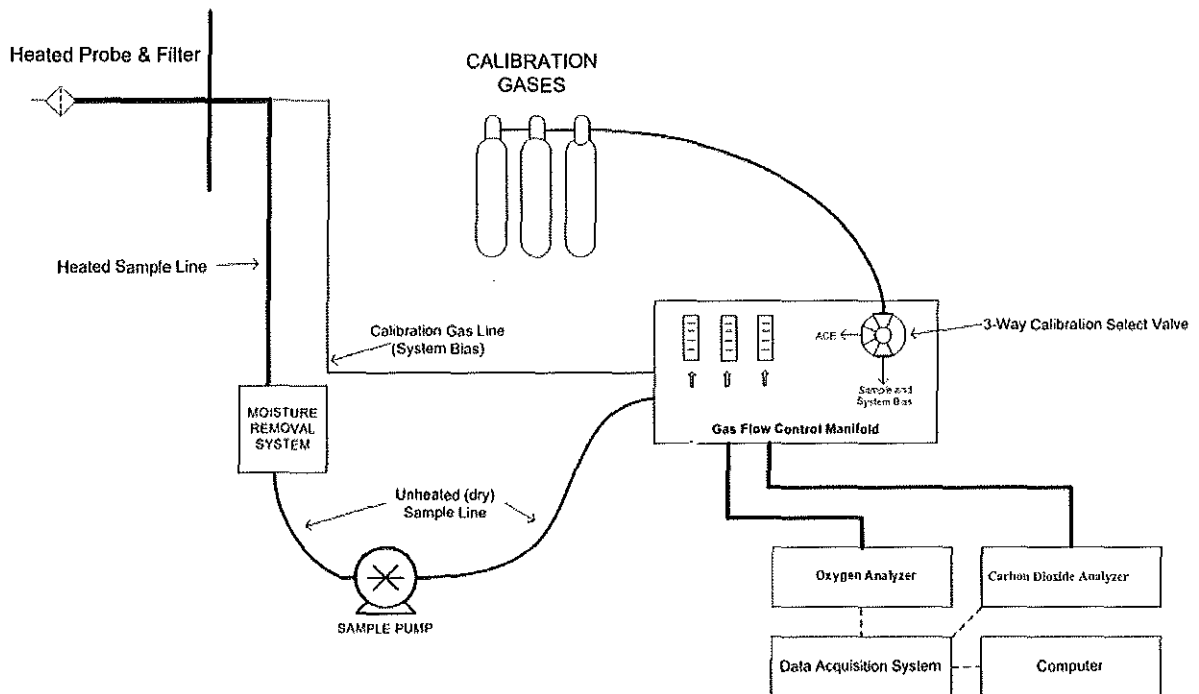 Heated Probe & Filter
CALIBRATION
GASES
Heated Sample Line
Calibration Gas Line
(System Bias)
ACE
3-Way Calibration Select Valve
Sample and
System Bias
Gas Flow Control Manifold
MOISTURE
REMOVAL
SYSTEM
Unheated (dry)
Sample Line
SAMPLE PUMP
Oxygen Analyzer
Carbon Dioxide Analyzer
Data Acquisition System
Computer